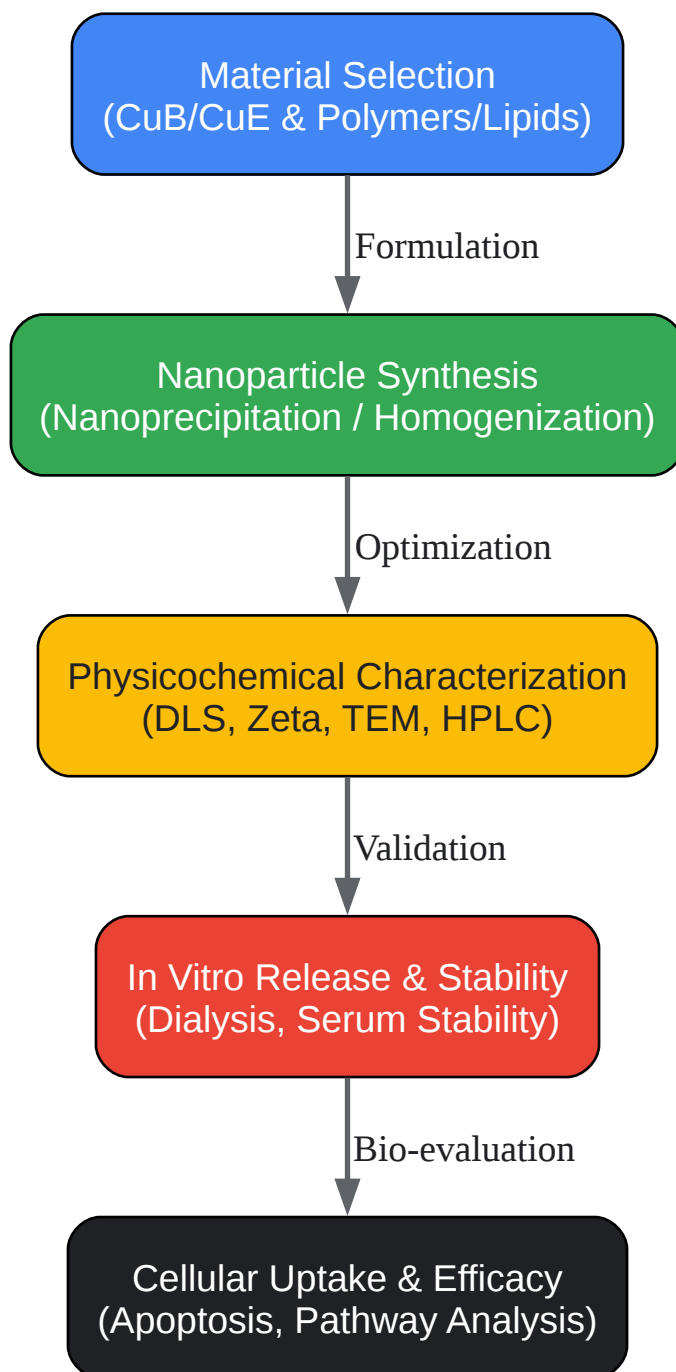 Material Selection
(CuB/CuE & Polymers/Lipids)
Formulation
Nanoparticle Synthesis
(Nanoprecipitation / Homogenization)
Optimization
Physicochemical Characterization
(DLS, Zeta, TEM, HPLC)
Validation
In Vitro Release & Stability
(Dialysis, Serum Stability)
Bio-evaluation
Cellular Uptake & Efficacy
(Apoptosis, Pathway Analysis)